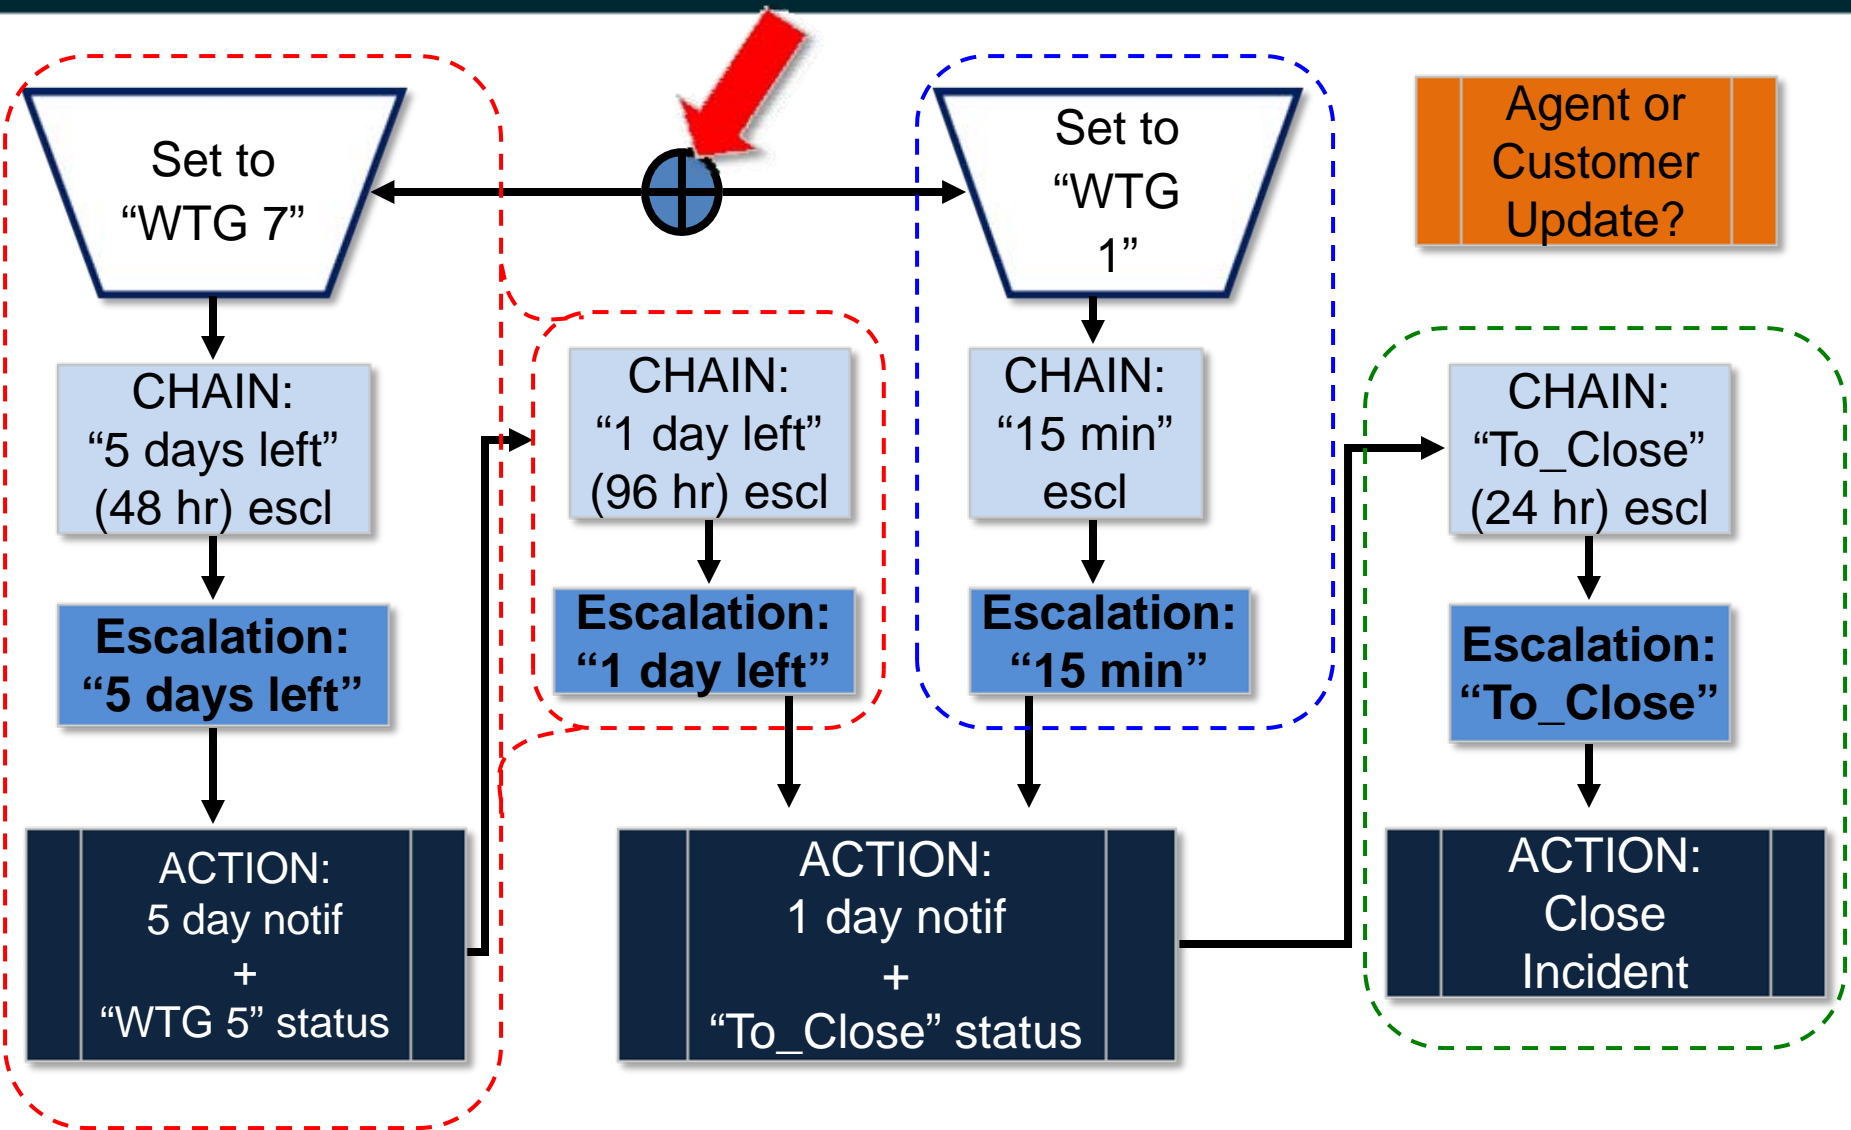 Set to
“WTG 7”
Set to
“WTG
1”
Agent or
Customer
Update?
CHAIN:
“5 days left”
(48 hr) escl
CHAIN:
“1 day left”
(96 hr) escl
CHAIN:
“15 min”
escl
CHAIN:
“To_Close”
(24 hr) escl
Escalation:
“5 days left”
Escalation:
“1 day left”
Escalation:
“15 min”
Escalation:
“To_Close”
ACTION:
5 day notif
+
“WTG 5” status
ACTION:
1 day notif
+
“To_Close” status
ACTION:
Close
Incident